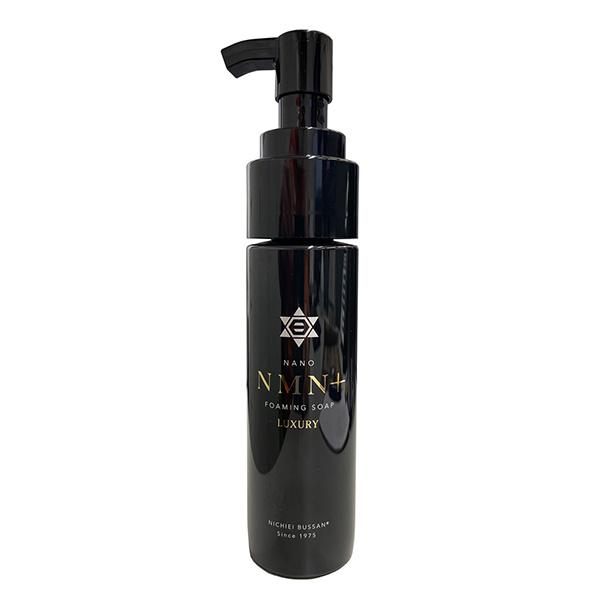 NANO
NMN+
FOAMING SOAP
LUXURY
NICHIEI BUSSAN®
Since 1975